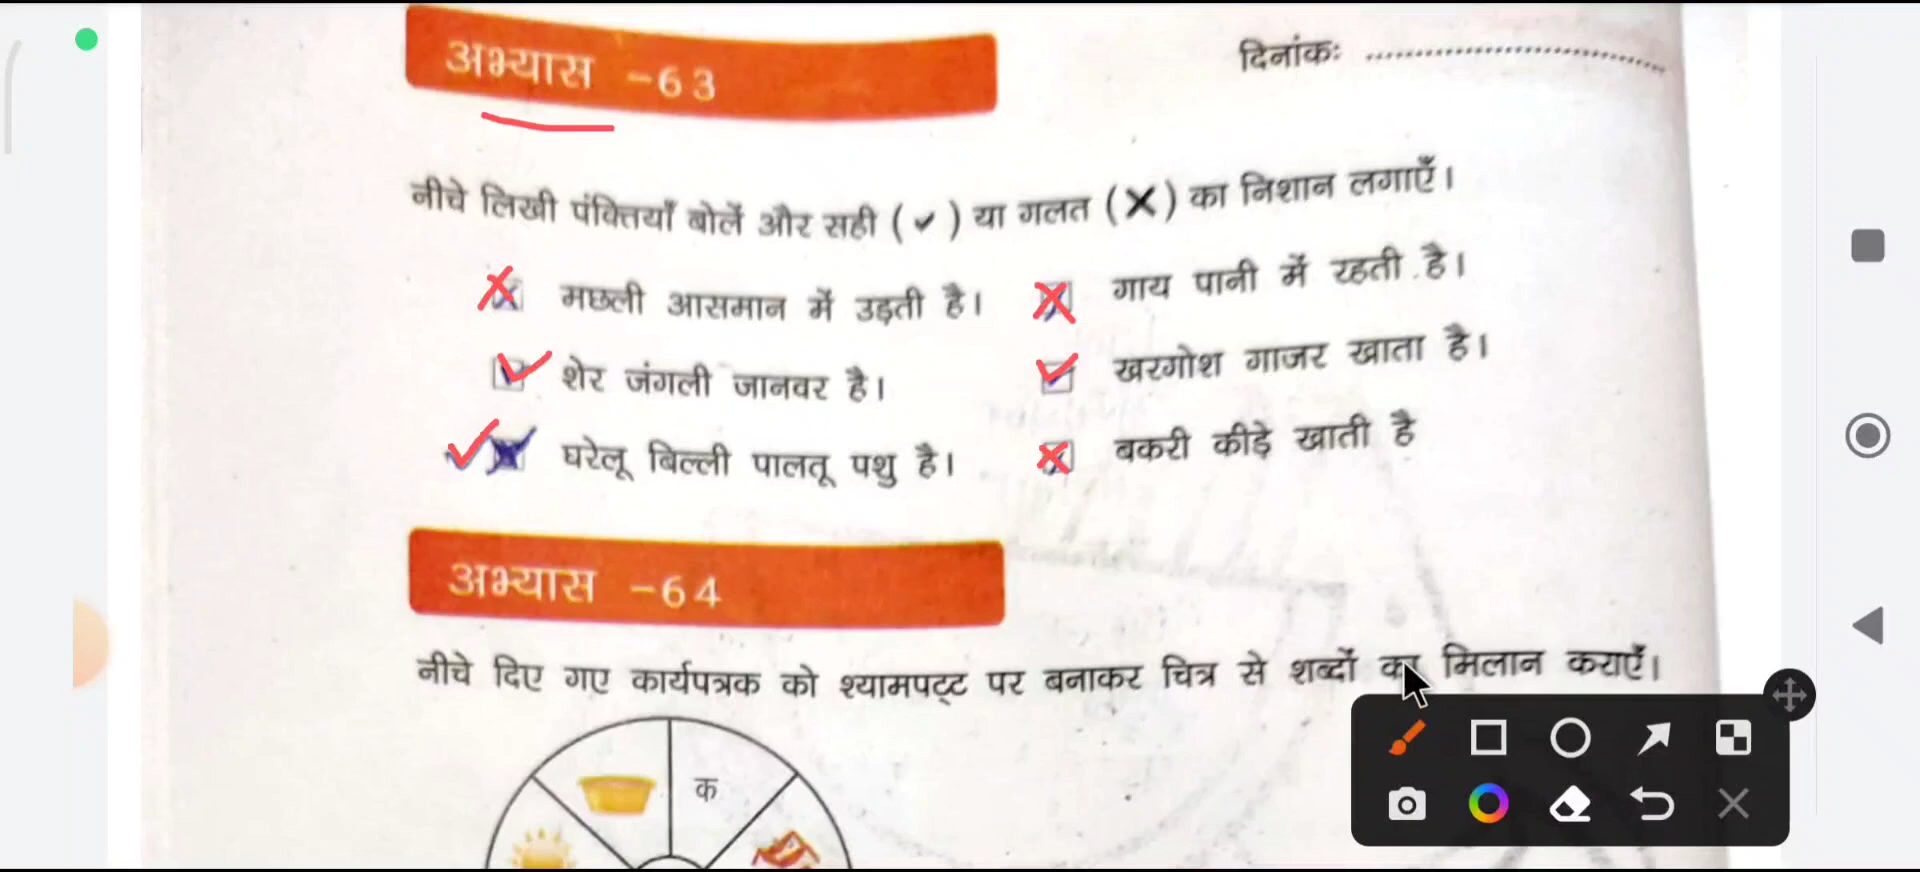 अभ्यास -63
दिनांकः ........................................
नीचे लिखी पंक्तियाँ बोलें और सही (✓) या गलत (X) का निशान लगाएँ।
मछली आसमान में उड़ती है।
गाय पानी में रहती है।
शेर जंगली जानवर है।
खरगोश गाजर खाता है।
घरेलू बिल्ली पालतू पशु है।
बकरी कीड़े खाती है
अभ्यास -64
नीचे दिए गए कार्यपत्रक को श्यामपट्ट पर बनाकर चित्र से शब्दों का मिलान कराएँ।
क